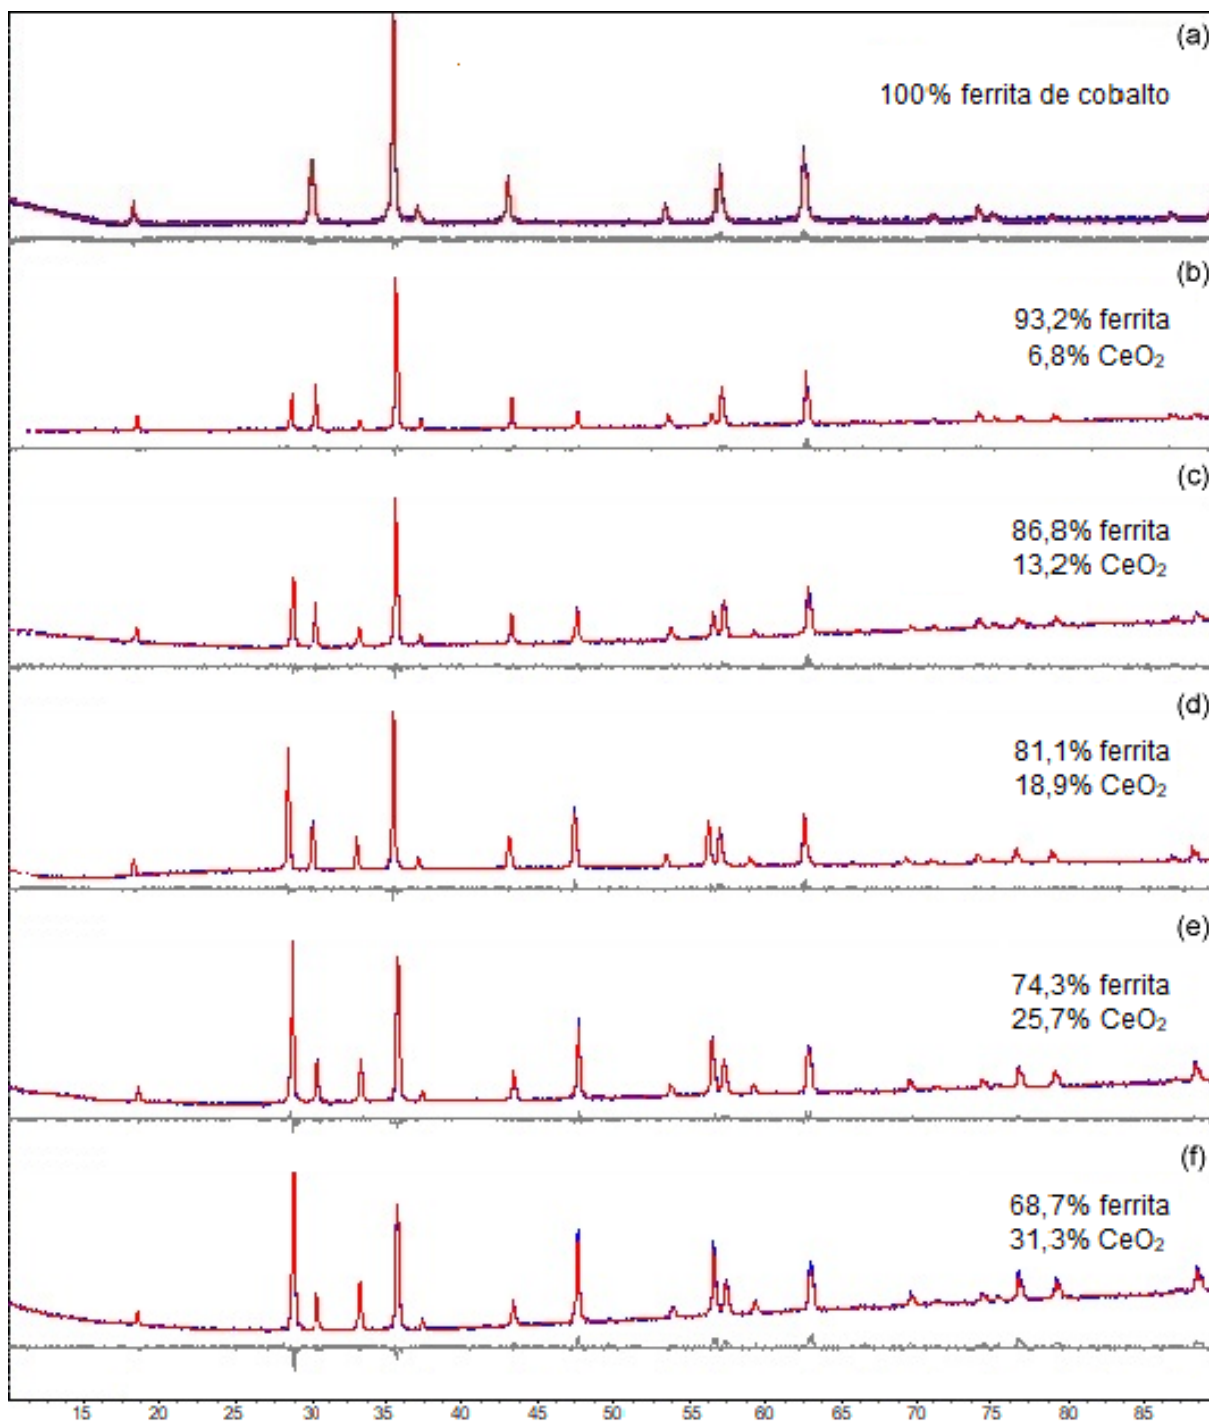 (a)
100% ferrita de cobalto
(b)
93,2% ferrita
6,8% CeO₂
(c)
86,8% ferrita
13,2% CeO₂
(d)
81,1% ferrita
18,9% CeO₂
(e)
74,3% ferrita
25,7% CeO₂
(f)
68,7% ferrita
31,3% CeO₂
15 20 25 30 35 40 45 50 55 60 65 70 75 80 85